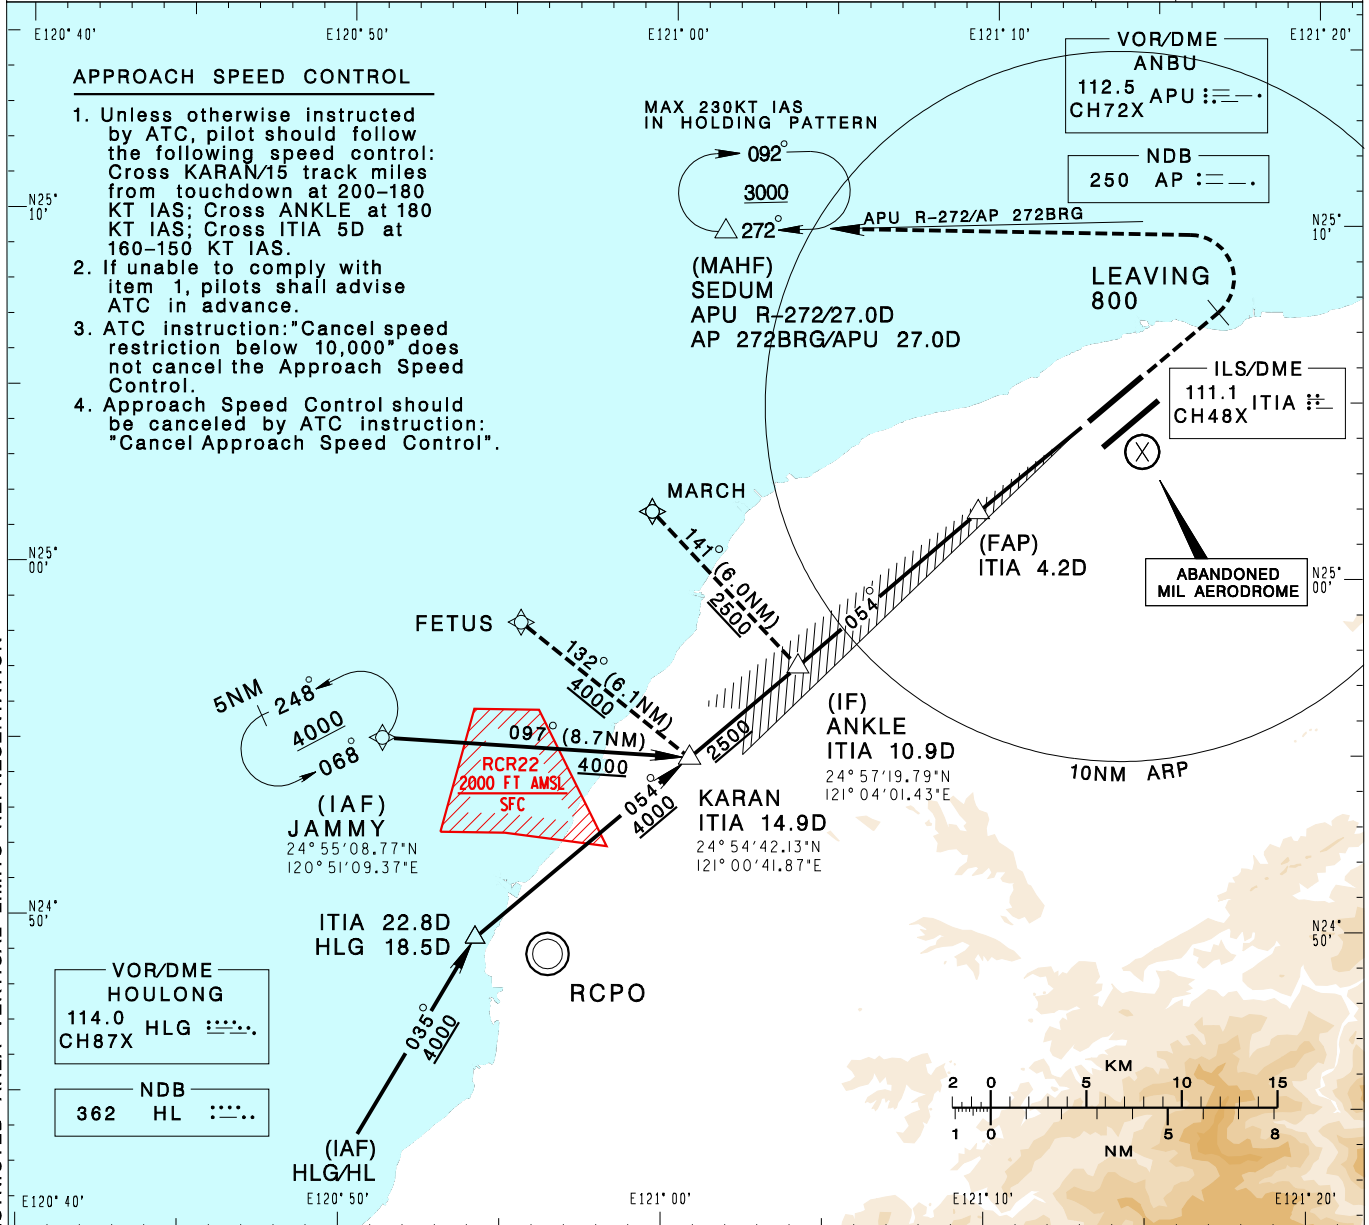 E120° 40'
E120° 50'
E121° 00'
E121° 10'
E121° 20'
APPROACH SPEED CONTROL
1. Unless otherwise instructed
by ATC, pilot should follow
the following speed control:
Cross KARAN/15 track miles
from touchdown at 200-180
KT IAS; Cross ANKLE at 180
KT IAS; Cross ITIA 5D at
160-150 KT IAS.
2. If unable to comply with
item 1, pilots shall advise
ATC in advance.
3. ATC instruction:"Cancel speed
restriction below 10,000" does
not cancel the Approach Speed
Control.
4. Approach Speed Control should
be canceled by ATC instruction:
"Cancel Approach Speed Control".
MAX 230KT IAS
IN HOLDING PATTERN
092°
3000
272°
(MAHF)
SEDUM
APU R-272/27.0D
AP 272BRG/APU 27.0D
APU R-272/AP 272BRG
VOR/DME
ANBU
112.5
CH72X
APU
NDB
250 AP
N25°
10'
N25°
10'
LEAVING
800
ILS/DME
111.1
CH48X
ITIA
MARCH
141° (6.0NM)
2500
(FAP)
ITIA 4.2D
ABANDONED
MIL AERODROME
N25°
00'
N25°
00'
054°
FETUS
132° (6.1NM)
4000
5NM
248°
4000
068°
097° (8.7NM)
4000
RCR22
2000 FT AMSL
SFC
2500
(IF)
ANKLE
ITIA 10.9D
24°57'19.79"N
121°04'01.43"E
10NM ARP
(IAF)
JAMMY
24°55'08.77"N
120°51'09.37"E
054°
4000
KARAN
ITIA 14.9D
24°54'42.13"N
121°00'41.87"E
N24°
50'
N24°
50'
ITIA 22.8D
HLG 18.5D
RCPO
VOR/DME
HOULONG
114.0
CH87X
HLG
NDB
362 HL
035°
4000
(IAF)
HLG/HL
KM
2 0 5 10 15
1 0 5 8
NM
E120° 40'
E120° 50'
E121° 00'
E121° 10'
E121° 20'